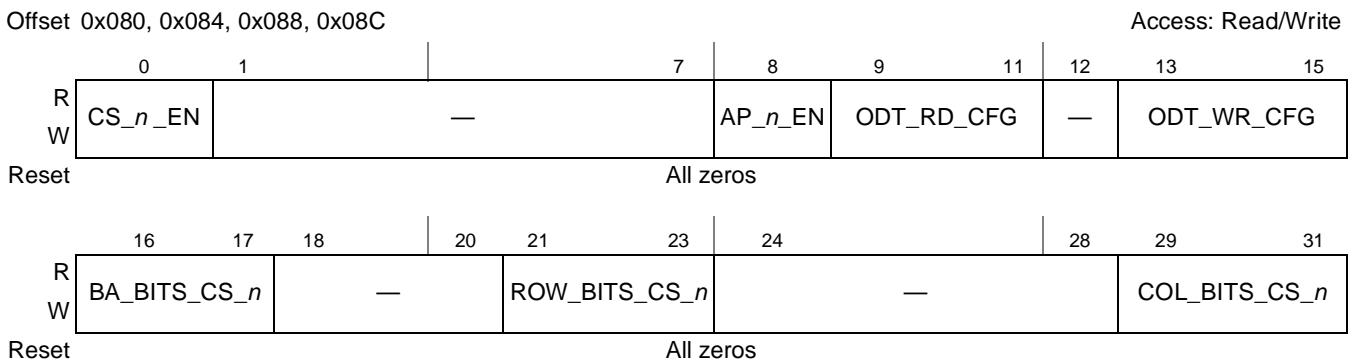 Offset 0x080, 0x084, 0x088, 0x08C Access: Read/Write
0 1 7 8 9 11 12 13 15
R
W
CS_n _EN — AP_n_EN ODT_RD_CFG — ODT_WR_CFG
Reset All zeros
16 17 18 20 21 23 24 28 29 31
R
W
BA_BITS_CS_n — ROW_BITS_CS_n — COL_BITS_CS_n
Reset All zeros